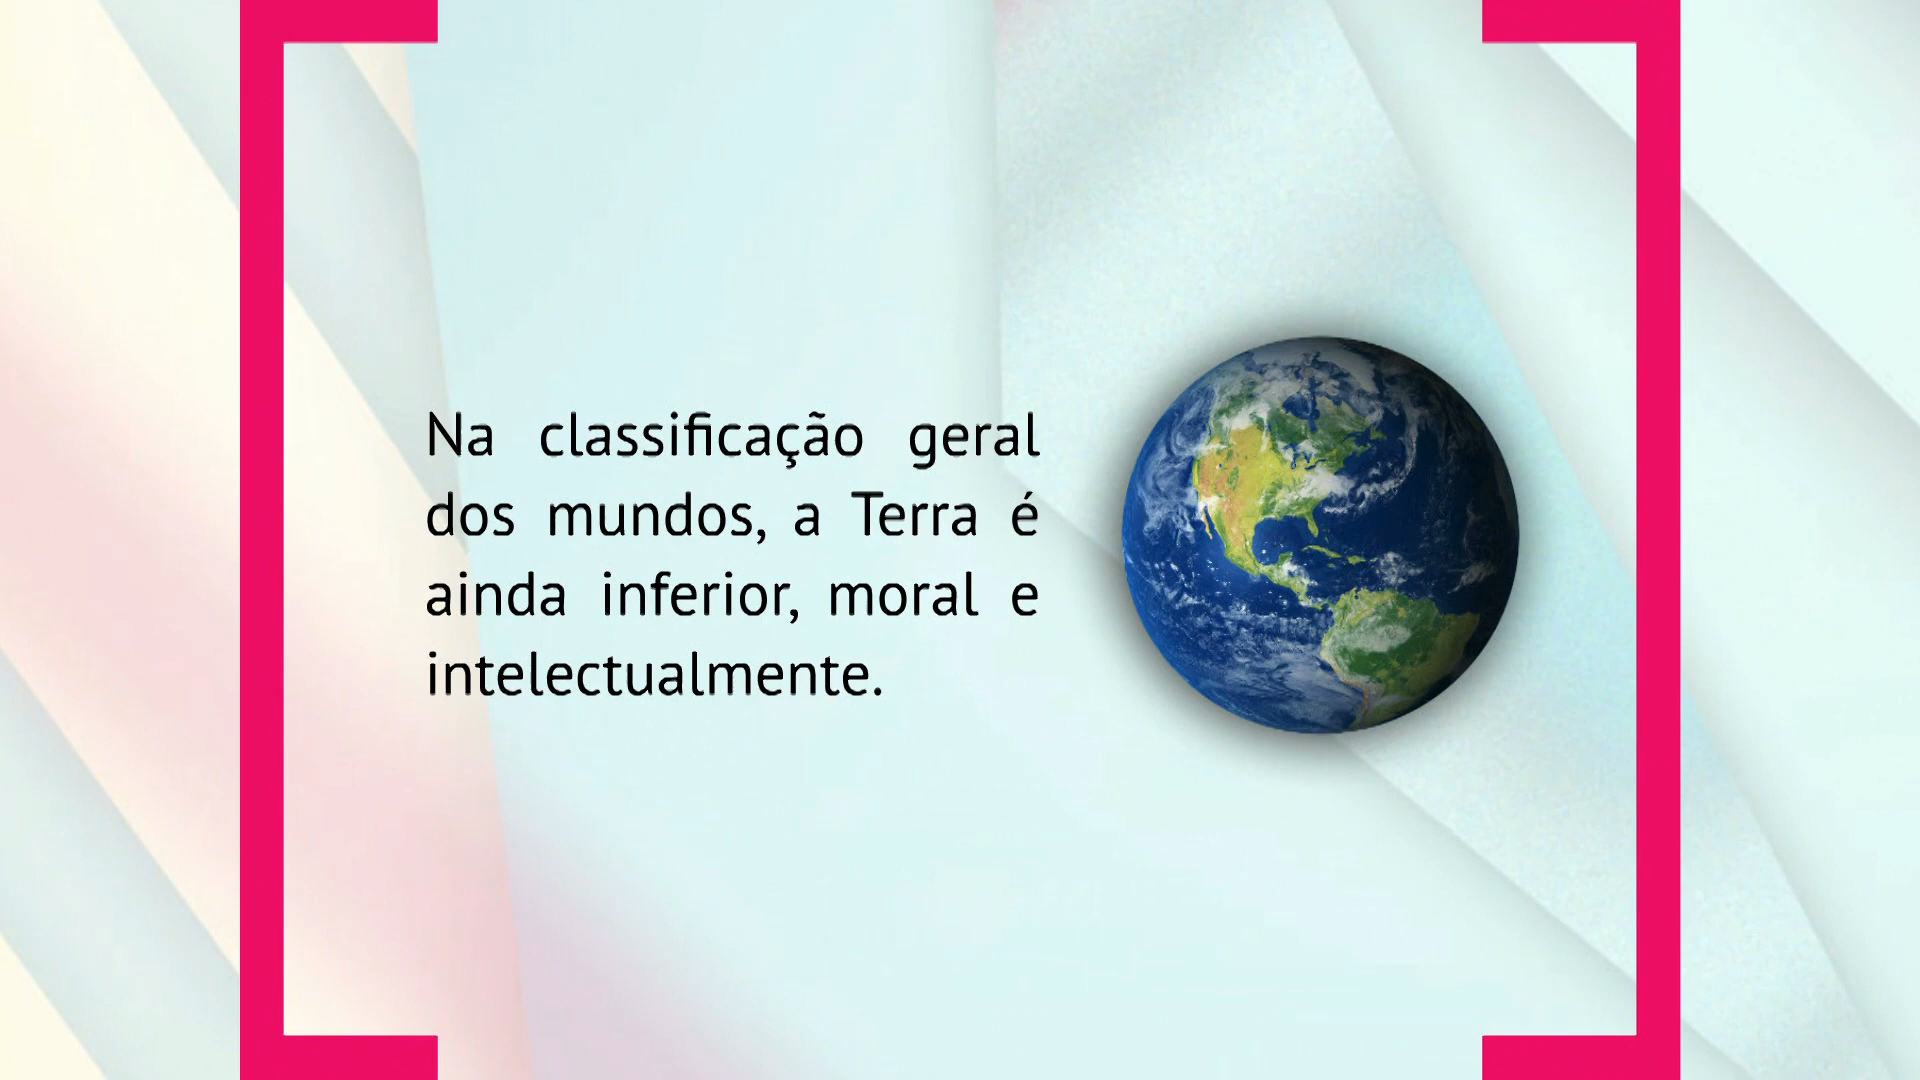 Na classificação geral
dos mundos, a Terra é
ainda inferior, moral e
intelectualmente.